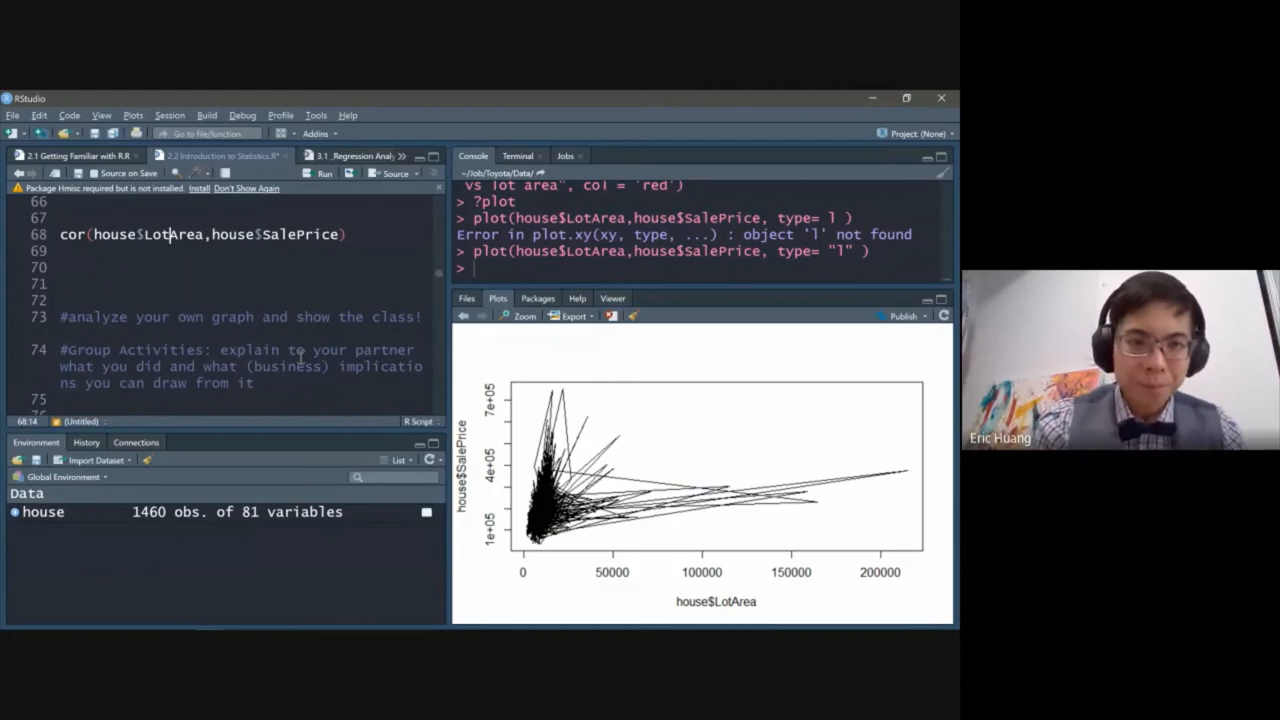 RStudio
File Edit Code View Plots Session Build Debug Profile Tools Help
Go to file/function Addins Project: (None)
2.1 Getting Familiar with R.R 2.2 Introduction to Statistics.R* 3.1 _Regression Analy
Source on Save Run Source
Package Hmisc required but is not installed. Install Don't Show Again
66
67
68 cor(house$LotArea,house$SalePrice)
69
70
71
72
73 #analyze your own graph and show the class!
74 #Group Activities: explain to your partner
what you did and what (business) implicatio
ns you can draw from it
75
68:14 (Untitled) R Script
Environment History Connections
Import Dataset List
Global Environment
Data
house 1460 obs. of 81 variables
Console Terminal Jobs
~/Job/Toyota/Data/
vs lot area", col = 'red')
> ?plot
> plot(house$LotArea,house$SalePrice, type= l )
Error in plot.xy(xy, type, ...) : object 'l' not found
> plot(house$LotArea,house$SalePrice, type= "l" )
>
Files Plots Packages Help Viewer
Zoom Export Publish
house$SalePrice
7e+05
4e+05
1e+05
0 50000 100000 150000 200000
house$LotArea
Eric Huang